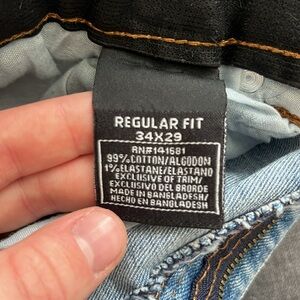 REGULAR FIT
34X29
RN#141681
99%COTTON/ALGODON
1%ELASTANE/ELASTANO
EXCLUSIVE OF TRIM/
EXCLUSIVO DEL BRORDE
MADE IN BANGLADESH/
HECHO EN BANGLADESH